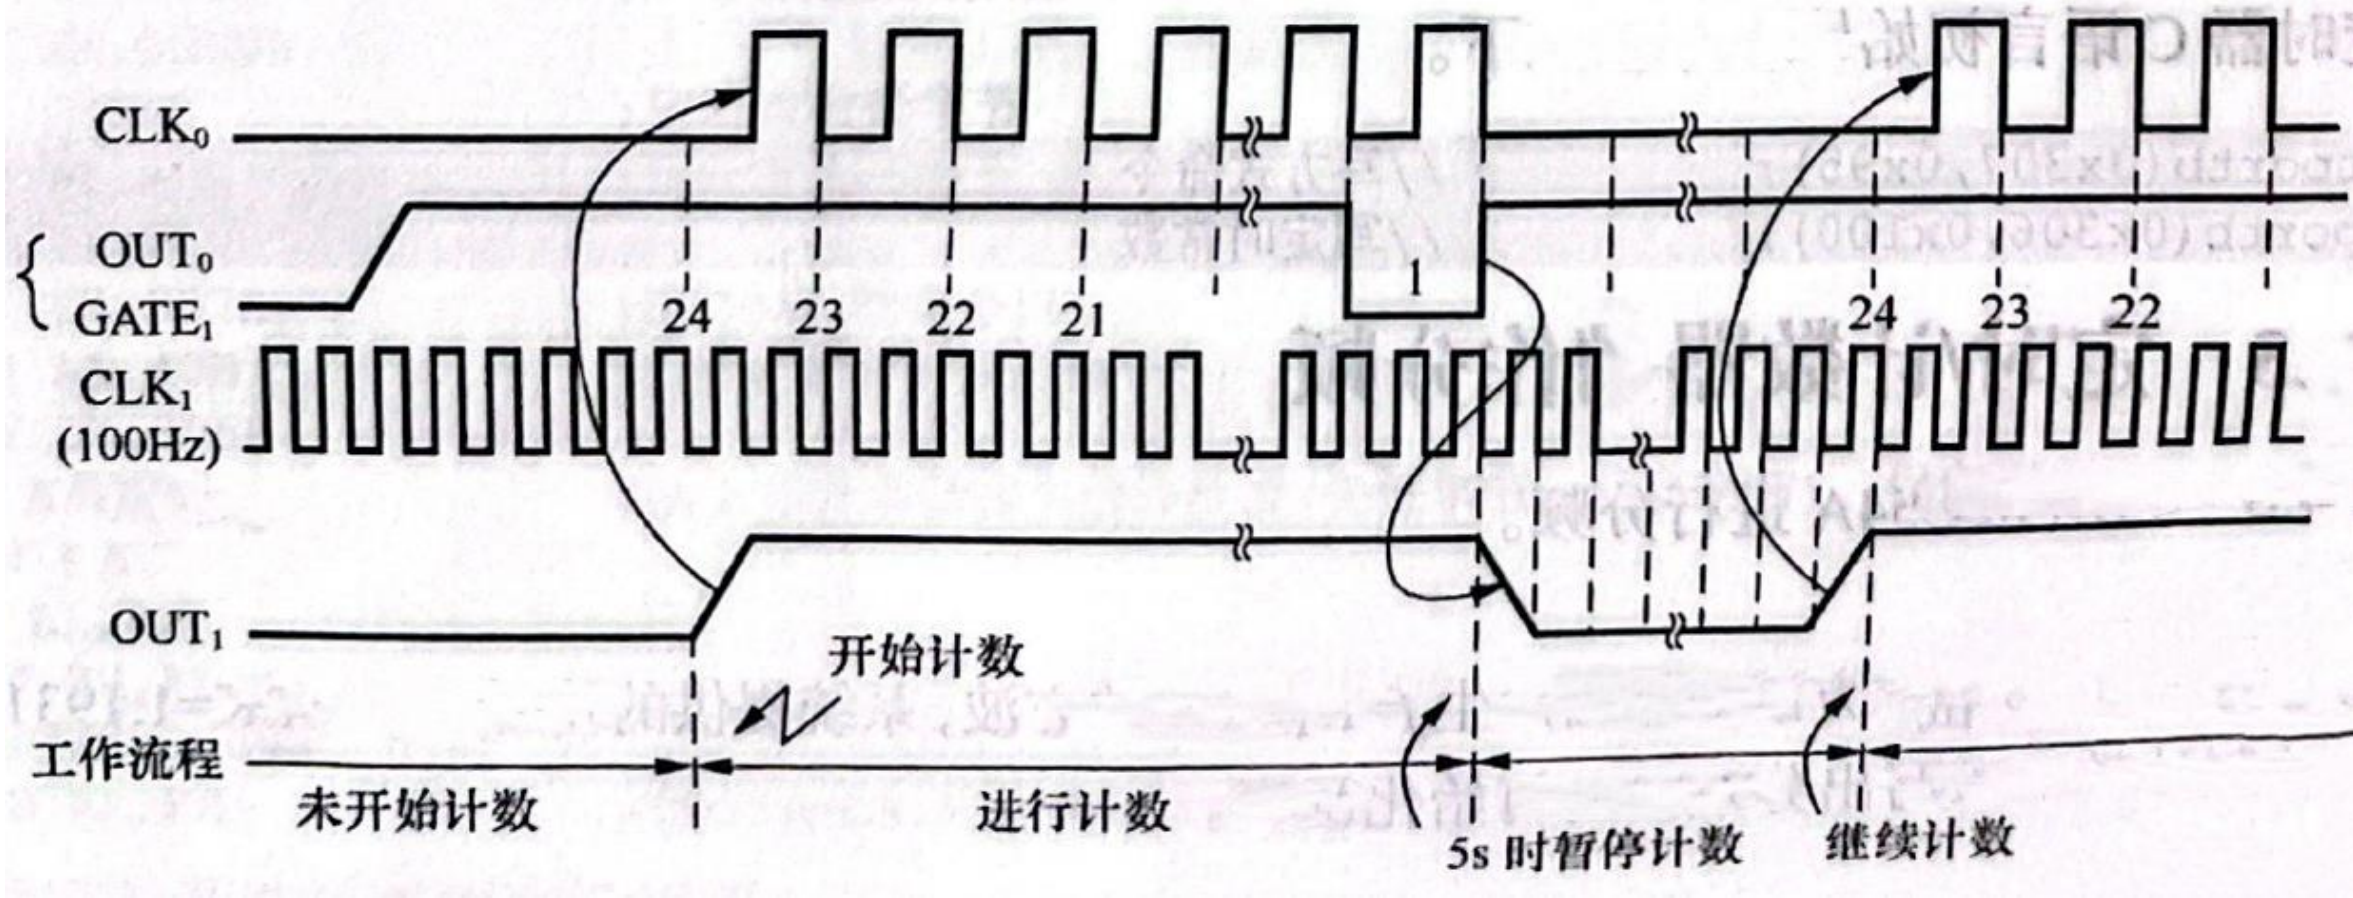 CLK₀
OUT₀
GATE₁
1
24 23 22 21 24 23 22
CLK₁
(100Hz)
OUT₁
开始计数
工作流程
未开始计数 进行计数 5s 时暂停计数 继续计数